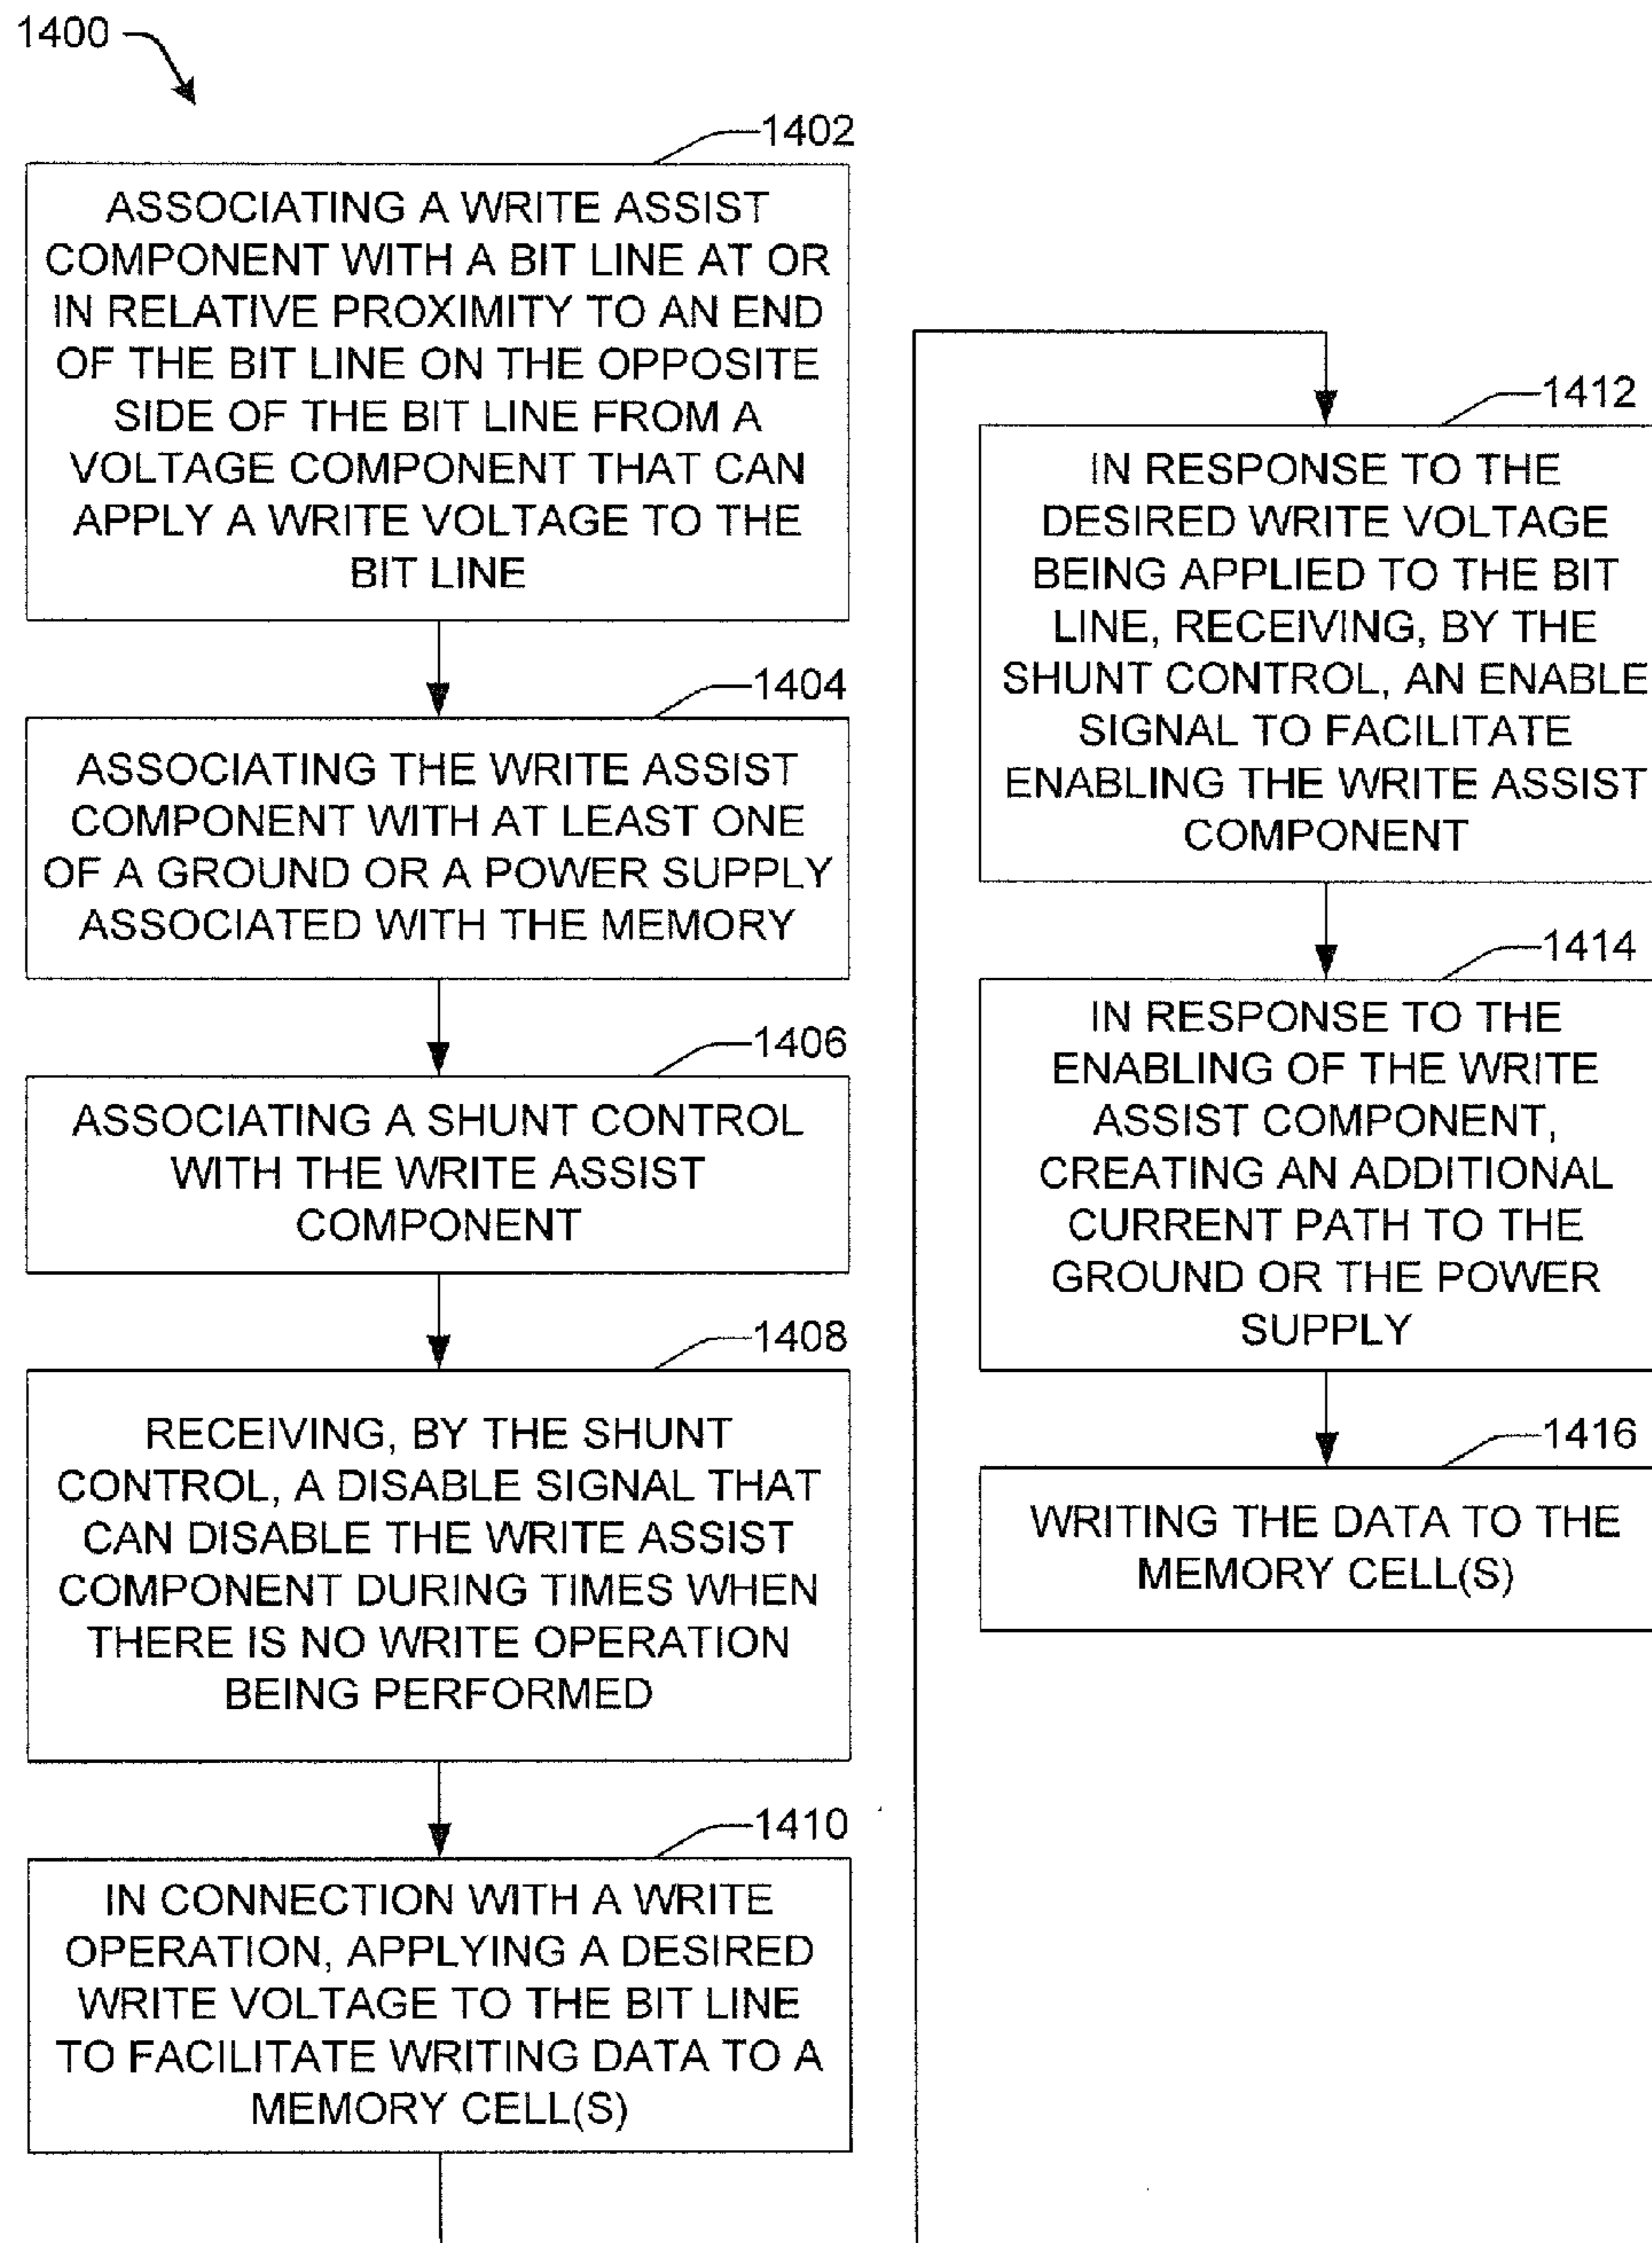 1400
1402
ASSOCIATING A WRITE ASSIST
COMPONENT WITH A BIT LINE AT OR
IN RELATIVE PROXIMITY TO AN END
OF THE BIT LINE ON THE OPPOSITE
SIDE OF THE BIT LINE FROM A
VOLTAGE COMPONENT THAT CAN
APPLY A WRITE VOLTAGE TO THE
BIT LINE
1404
ASSOCIATING THE WRITE ASSIST
COMPONENT WITH AT LEAST ONE
OF A GROUND OR A POWER SUPPLY
ASSOCIATED WITH THE MEMORY
1406
ASSOCIATING A SHUNT CONTROL
WITH THE WRITE ASSIST
COMPONENT
1408
RECEIVING, BY THE SHUNT
CONTROL, A DISABLE SIGNAL THAT
CAN DISABLE THE WRITE ASSIST
COMPONENT DURING TIMES WHEN
THERE IS NO WRITE OPERATION
BEING PERFORMED
1410
IN CONNECTION WITH A WRITE
OPERATION, APPLYING A DESIRED
WRITE VOLTAGE TO THE BIT LINE
TO FACILITATE WRITING DATA TO A
MEMORY CELL(S)
1412
IN RESPONSE TO THE
DESIRED WRITE VOLTAGE
BEING APPLIED TO THE BIT
LINE, RECEIVING, BY THE
SHUNT CONTROL, AN ENABLE
SIGNAL TO FACILITATE
ENABLING THE WRITE ASSIST
COMPONENT
1414
IN RESPONSE TO THE
ENABLING OF THE WRITE
ASSIST COMPONENT,
CREATING AN ADDITIONAL
CURRENT PATH TO THE
GROUND OR THE POWER
SUPPLY
1416
WRITING THE DATA TO THE
MEMORY CELL(S)